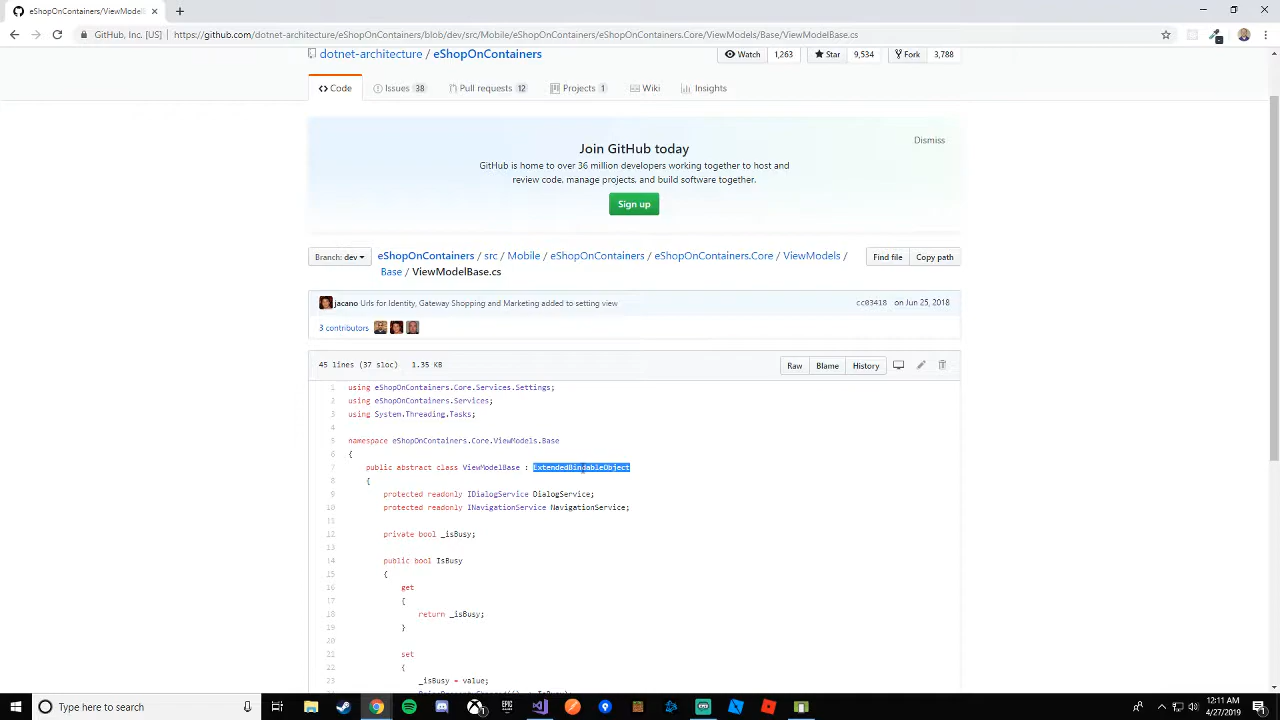 eShopOnContainers/ViewModel
GitHub, Inc. [US] https://github.com/dotnet-architecture/eShopOnContainers/blob/dev/src/Mobile/eShopOnContainers/eShopOnContainers.Core/ViewModels/Base/ViewModelBase.cs
dotnet-architecture / eShopOnContainers Watch 1,263 Star 9,534 Fork 3,788
Code Issues 38 Pull requests 12 Projects 1 Wiki Insights
Join GitHub today
Dismiss
GitHub is home to over 36 million developers working together to host and
review code, manage projects, and build software together.
Sign up
Branch: dev eShopOnContainers / src / Mobile / eShopOnContainers / eShopOnContainers.Core / ViewModels / Find file Copy path
Base / ViewModelBase.cs
jacano Urls for Identity, Gateway Shopping and Marketing added to setting view cc03418 on Jun 25, 2018
3 contributors
45 lines (37 sloc) 1.35 KB Raw Blame History
1 using eShopOnContainers.Core.Services.Settings;
2 using eShopOnContainers.Services;
3 using System.Threading.Tasks;
4
5 namespace eShopOnContainers.Core.ViewModels.Base
6 {
7 public abstract class ViewModelBase : ExtendedBindableObject
8 {
9 protected readonly IDialogService DialogService;
10 protected readonly INavigationService NavigationService;
11
12 private bool _isBusy;
13
14 public bool IsBusy
15 {
16 get
17 {
18 return _isBusy;
19 }
20
21 set
22 {
23 _isBusy = value;
Type here to search
12:11 AM
4/27/2019